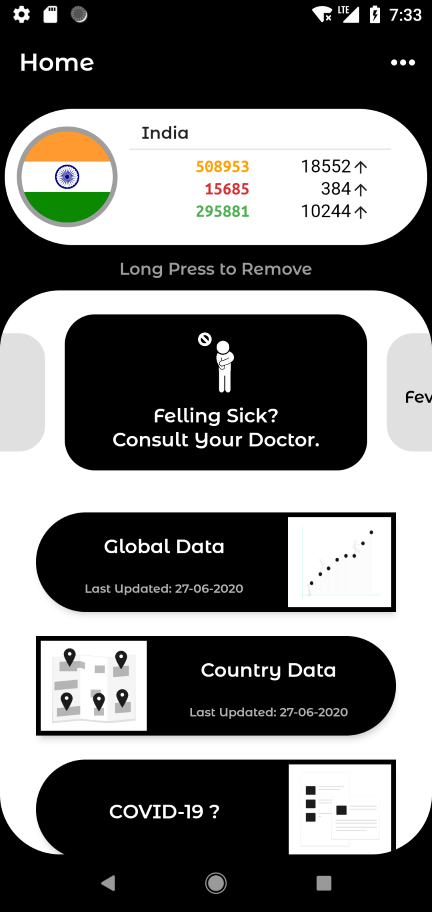 LTE 7:33
Home
India
508953 18552↑
15685 384↑
295881 10244↑
Long Press to Remove
Felling Sick?
Consult Your Doctor.
Fev
Global Data
Last Updated: 27-06-2020
Country Data
Last Updated: 27-06-2020
COVID-19 ?